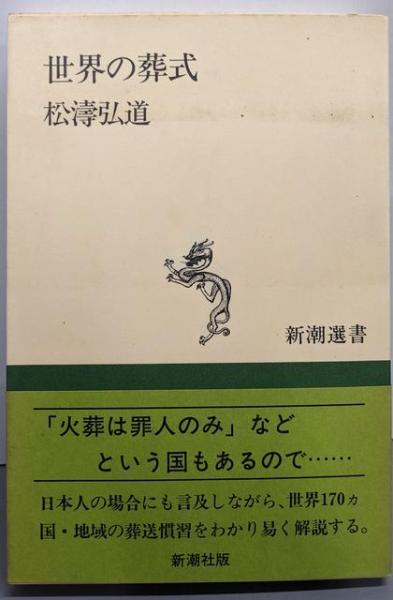 世界の葬式
松濤弘道
新潮選書
「火葬は罪人のみ」など
という国もあるので……
日本人の場合にも言及しながら、世界170ヵ
国・地域の葬送慣習をわかり易く解説する。
新潮社版